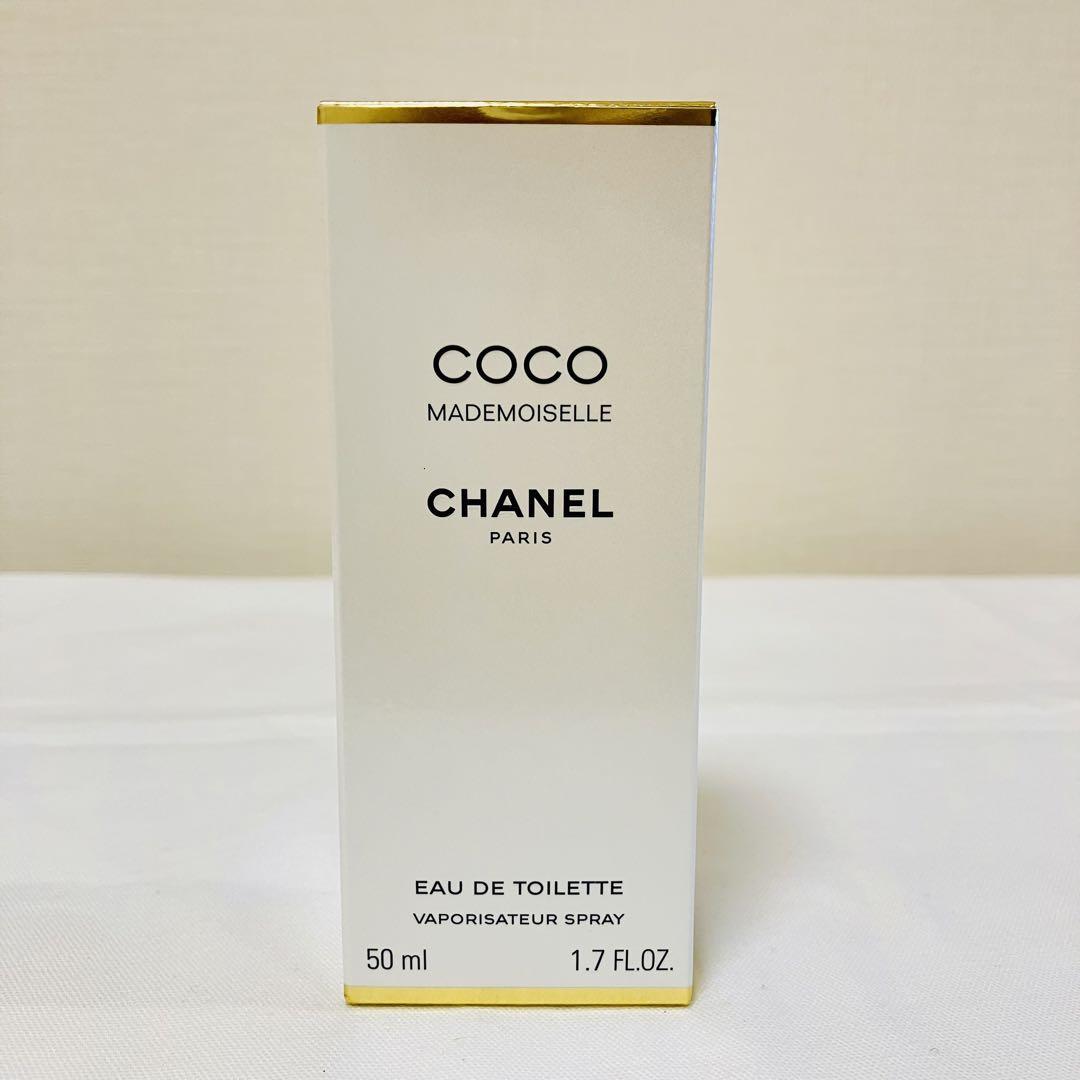 COCO
MADEMOISELLE
CHANEL
PARIS
EAU DE TOILETTE
VAPORISATEUR SPRAY
50 ml 1.7 FL.OZ.